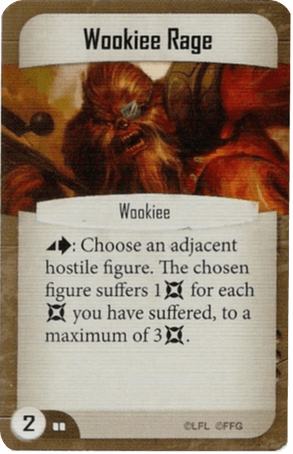 Wookiee Rage
Wookiee
: Choose an adjacent
hostile figure. The chosen
figure suffers 1 for each
you have suffered, to a
maximum of 3.
2
©LFL ©FFG